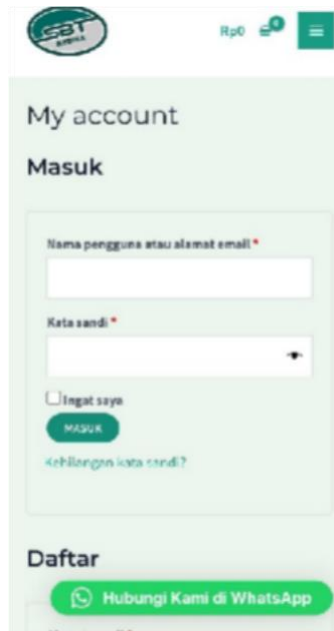 SBT
Rp0
0
My account
Masuk
Nama pengguna atau alamat email *
Kata sandi *
Ingat saya
MASUK
Kehilangan kata sandi?
Daftar
Hubungi Kami di WhatsApp